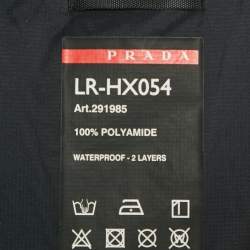 PRADA
LR-HX054
Art.291985
100% POLYAMIDE
WATERPROOF - 2 LAYERS